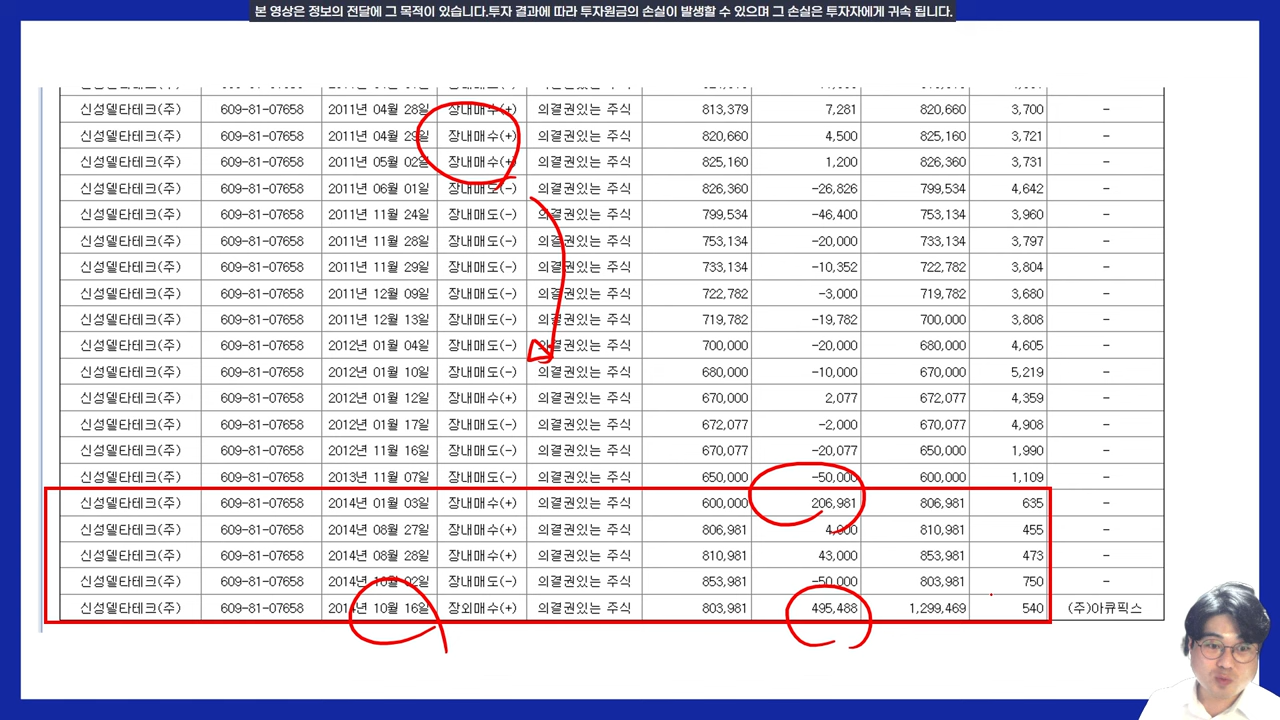 본 영상은 정보의 전달에 그 목적이 있습니다.투자 결과에 따라 투자원금의 손실이 발생할 수 있으며 그 손실은 투자자에게 귀속 됩니다.
신성델타테크(주) 609-81-07658 2011년 04월 28일 장내매수(+) 의결권있는 주식 813,379 7,281 820,660 3,700 -
신성델타테크(주) 609-81-07658 2011년 04월 29일 장내매수(+) 의결권있는 주식 820,660 4,500 825,160 3,721 -
신성델타테크(주) 609-81-07658 2011년 05월 02일 장내매수(+) 의결권있는 주식 825,160 1,200 826,360 3,731 -
신성델타테크(주) 609-81-07658 2011년 06월 01일 장내매도(-) 의결권있는 주식 826,360 -26,826 799,534 4,642 -
신성델타테크(주) 609-81-07658 2011년 11월 24일 장내매도(-) 의결권있는 주식 799,534 -46,400 753,134 3,960 -
신성델타테크(주) 609-81-07658 2011년 11월 28일 장내매도(-) 의결권있는 주식 753,134 -20,000 733,134 3,797 -
신성델타테크(주) 609-81-07658 2011년 11월 29일 장내매도(-) 의결권있는 주식 733,134 -10,352 722,782 3,804 -
신성델타테크(주) 609-81-07658 2011년 12월 09일 장내매도(-) 의결권있는 주식 722,782 -3,000 719,782 3,680 -
신성델타테크(주) 609-81-07658 2011년 12월 13일 장내매도(-) 의결권있는 주식 719,782 -19,782 700,000 3,808 -
신성델타테크(주) 609-81-07658 2012년 01월 04일 장내매도(-) 의결권있는 주식 700,000 -20,000 680,000 4,605 -
신성델타테크(주) 609-81-07658 2012년 01월 10일 장내매도(-) 의결권있는 주식 680,000 -10,000 670,000 5,219 -
신성델타테크(주) 609-81-07658 2012년 01월 12일 장내매수(+) 의결권있는 주식 670,000 2,077 672,077 4,359 -
신성델타테크(주) 609-81-07658 2012년 01월 17일 장내매도(-) 의결권있는 주식 672,077 -2,000 670,077 4,908 -
신성델타테크(주) 609-81-07658 2012년 11월 16일 장내매도(-) 의결권있는 주식 670,077 -20,077 650,000 1,990 -
신성델타테크(주) 609-81-07658 2013년 11월 07일 장내매도(-) 의결권있는 주식 650,000 -50,000 600,000 1,109 -
신성델타테크(주) 609-81-07658 2014년 01월 03일 장내매수(+) 의결권있는 주식 600,000 206,981 806,981 635 -
신성델타테크(주) 609-81-07658 2014년 08월 27일 장내매수(+) 의결권있는 주식 806,981 4,000 810,981 455 -
신성델타테크(주) 609-81-07658 2014년 08월 28일 장내매수(+) 의결권있는 주식 810,981 43,000 853,981 473 -
신성델타테크(주) 609-81-07658 2014년 10월 02일 장내매도(-) 의결권있는 주식 853,981 -50,000 803,981 750 -
신성델타테크(주) 609-81-07658 2014년 10월 16일 장외매수(+) 의결권있는 주식 803,981 495,488 1,299,469 540 (주)아큐픽스